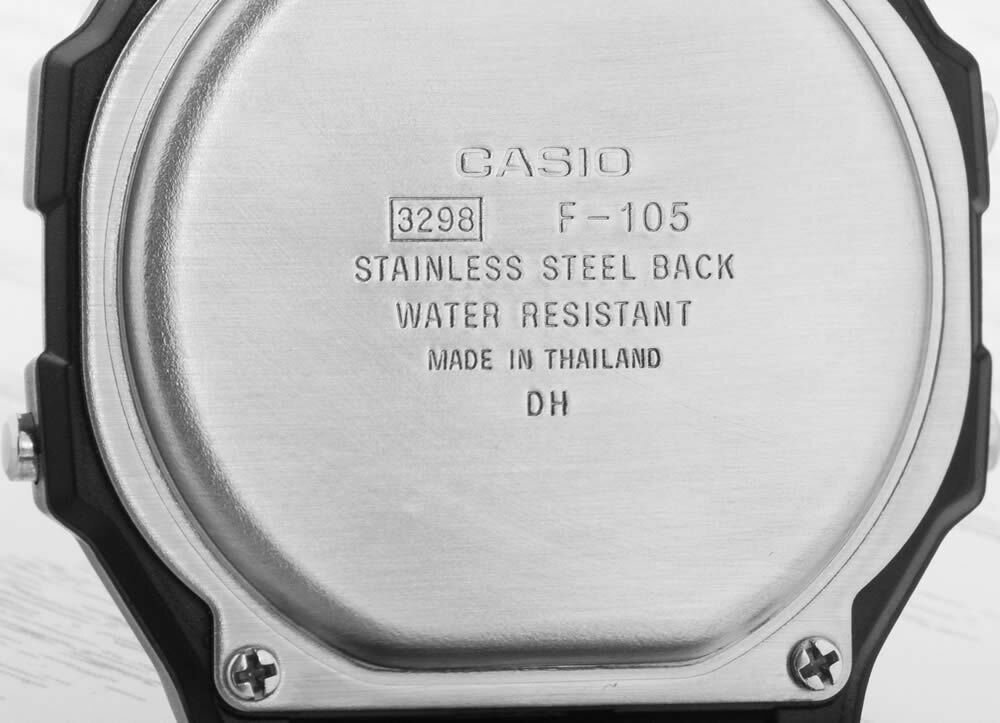 CASIO
3298 F-105
STAINLESS STEEL BACK
WATER RESISTANT
MADE IN THAILAND
DH